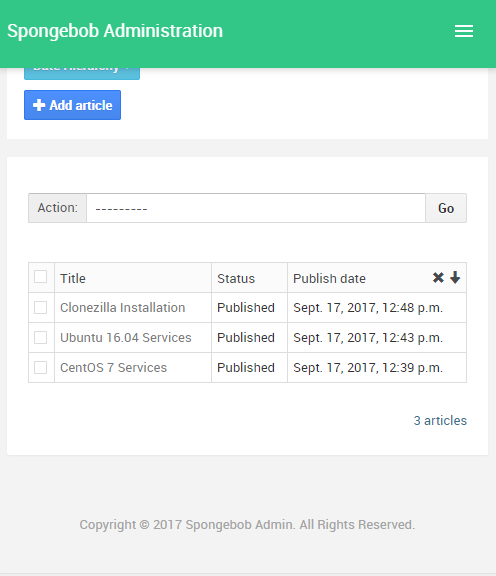 Spongebob Administration
Date Hierarchy
Add article
Action: --------- Go
Title Status Publish date
Clonezilla Installation Published Sept. 17, 2017, 12:48 p.m.
Ubuntu 16.04 Services Published Sept. 17, 2017, 12:43 p.m.
CentOS 7 Services Published Sept. 17, 2017, 12:39 p.m.
3 articles
Copyright © 2017 Spongebob Admin. All Rights Reserved.